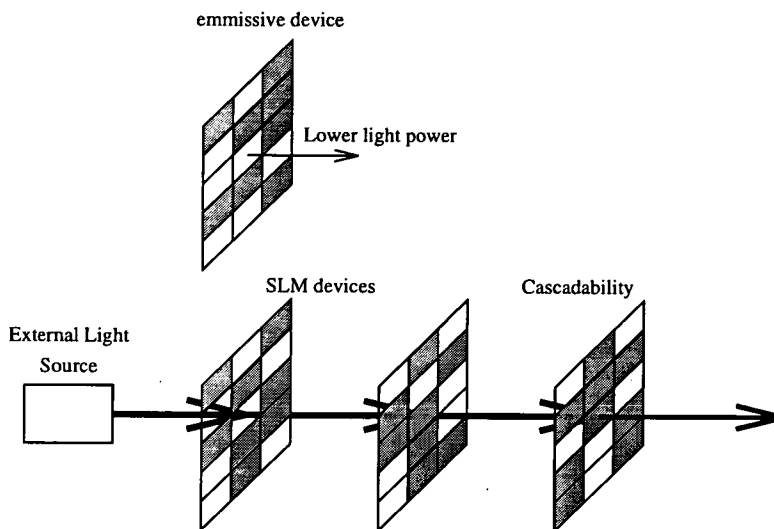 emmissive device
Lower light power
SLM devices
Cascadability
External Light
Source